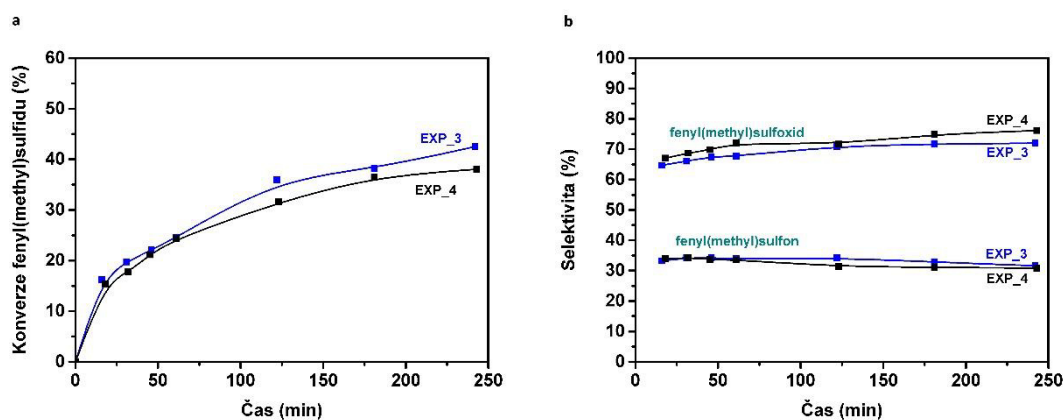 a
Konverze fenyl(methyl)sulfidu (%)
60
50
40
30
20
10
0
EXP_3
EXP_4
0 50 100 150 200 250
Čas (min)
b
Selektivita (%)
100
90
80
70
60
50
40
30
20
10
0
fenyl(methyl)sulfoxid
EXP_4
EXP_3
fenyl(methyl)sulfon
EXP_3
EXP_4
0 50 100 150 200 250
Čas (min)